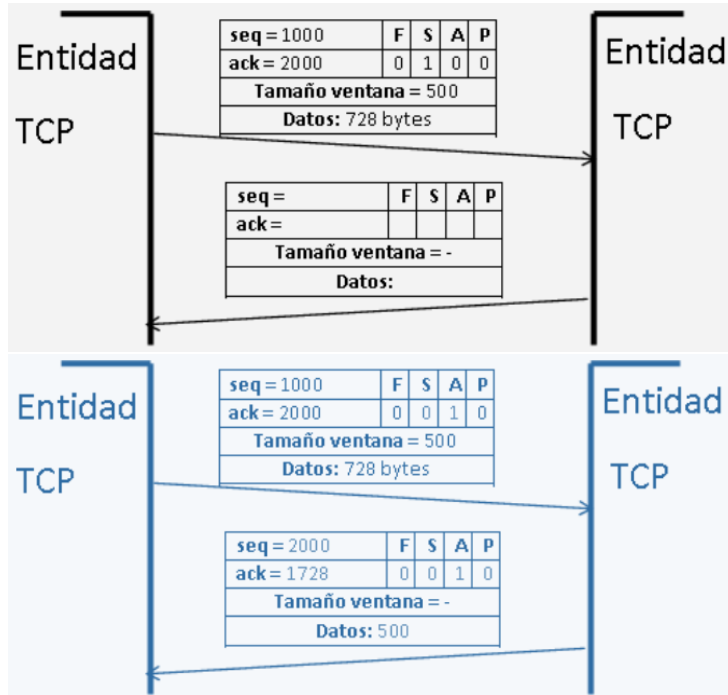 Entidad
TCP
seq = 1000 F S A P
ack = 2000 0 1 0 0
Tamaño ventana = 500
Datos: 728 bytes
Entidad
TCP
seq = F S A P
ack =
Tamaño ventana = -
Datos:
Entidad
TCP
seq = 1000 F S A P
ack = 2000 0 0 1 0
Tamaño ventana = 500
Datos: 728 bytes
Entidad
TCP
seq = 2000 F S A P
ack = 1728 0 0 1 0
Tamaño ventana = -
Datos: 500